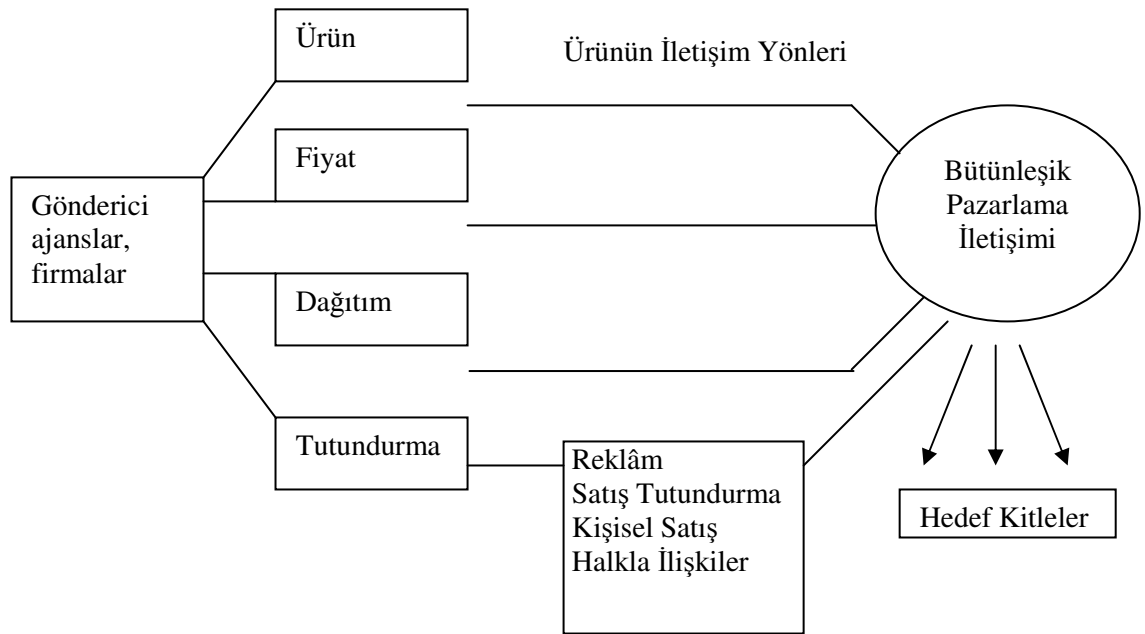 Ürün
Ürünün İletişim Yönleri
Fiyat
Bütünleşik
Pazarlama
İletişimi
Gönderici
ajanslar,
firmalar
Dağıtım
Tutundurma
Reklâm
Satış Tutundurma
Kişisel Satış
Halkla İlişkiler
Hedef Kitleler